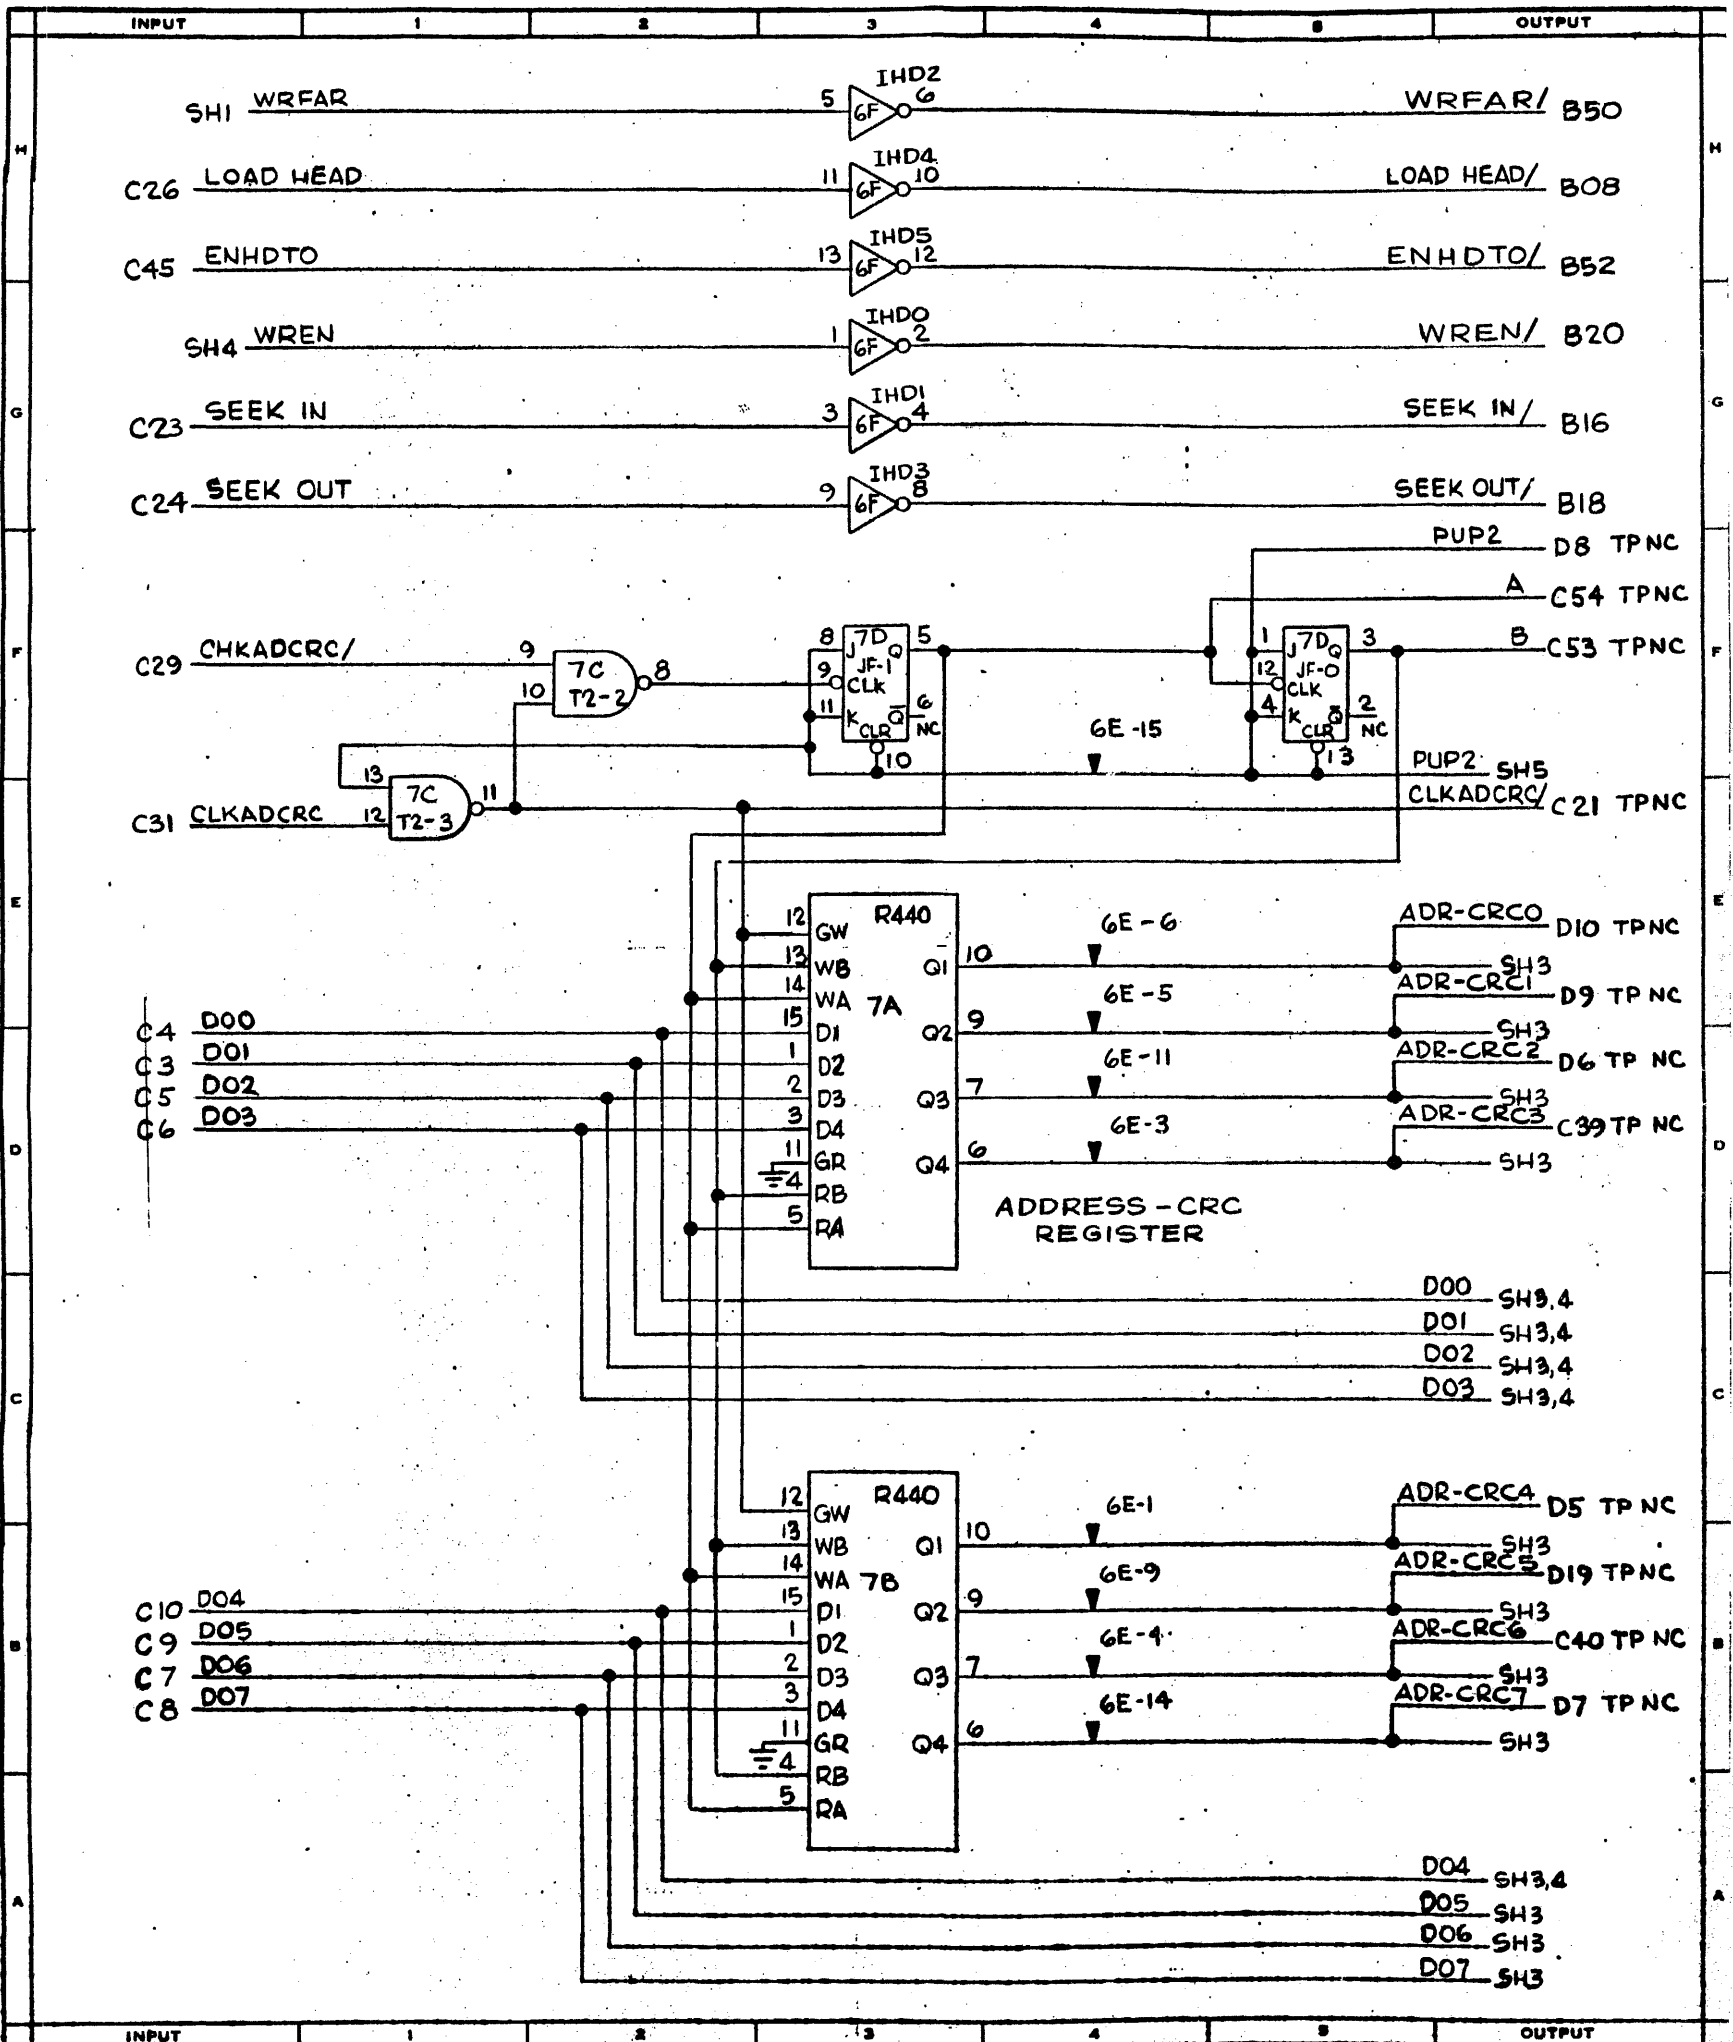 INPUT 1 2 3 4 5 OUTPUT
IHD2
SH1 WRFAR 5 6F 6 WRFAR/ B50
H H
IHD4
C26 LOAD HEAD 11 6F 10 LOAD HEAD/ B08
IHD5
C45 ENHDTO 13 6F 12 ENHDTO/ B52
IHD0
SH4 WREN 1 6F 2 WREN/ B20
IHD1
G G
C23 SEEK IN 3 6F 4 SEEK IN/ B16
IHD3
C24 SEEK OUT 9 6F 8 SEEK OUT/ B18
PUP2 D8 TPNC
A C54 TPNC
F F
C29 CHKADCRC/ 9 8 J 7D Q 5 1 J 7D Q 3 B C53 TPNC
7C 8 9 JF-1 12 JF-0
10 T2-2 CLK CLK
11 K Q̅ 6 4 K Q̅ 2
CLR NC CLR NC
6E-15
10 13
PUP2 SH5
13 7C 11 CLKADCRC/ C21 TPNC
C31 CLKADCRC 12 T2-3
E E
R440
12 GW 6E-6 ADR-CRC0 D10 TPNC
13 WB Q1 10 SH3
14 WA 7A 6E-5 ADR-CRC1 D9 TP NC
C4 D00 15 D1 Q2 9 SH3
C3 D01 1 D2 6E-11 ADR-CRC2 D6 TP NC
C5 D02 2 D3 Q3 7 SH3
C6 D03 3 D4 6E-3 ADR-CRC3 C39 TP NC
D D
11 GR Q4 6 SH3
4 RB
5 RA
ADDRESS-CRC
REGISTER
D00 SH3,4
D01 SH3,4
D02 SH3,4
D03 SH3,4
C C
R440
12 GW 6E-1 ADR-CRC4 D5 TP NC
13 WB Q1 10 SH3
14 WA 7B 6E-9 ADR-CRC5 D19 TPNC
C10 D04 15 D1 Q2 9 SH3
C9 D05 1 D2 6E-4 ADR-CRC6 C40 TP NC
B B
C7 D06 2 D3 Q3 7 SH3
C8 D07 3 D4 6E-14 ADR-CRC7 D7 TPNC
11 GR Q4 6 SH3
4 RB
5 RA
D04 SH3,4
A A
D05 SH3
D06 SH3
D07 SH3
INPUT 1 2 3 4 5 OUTPUT